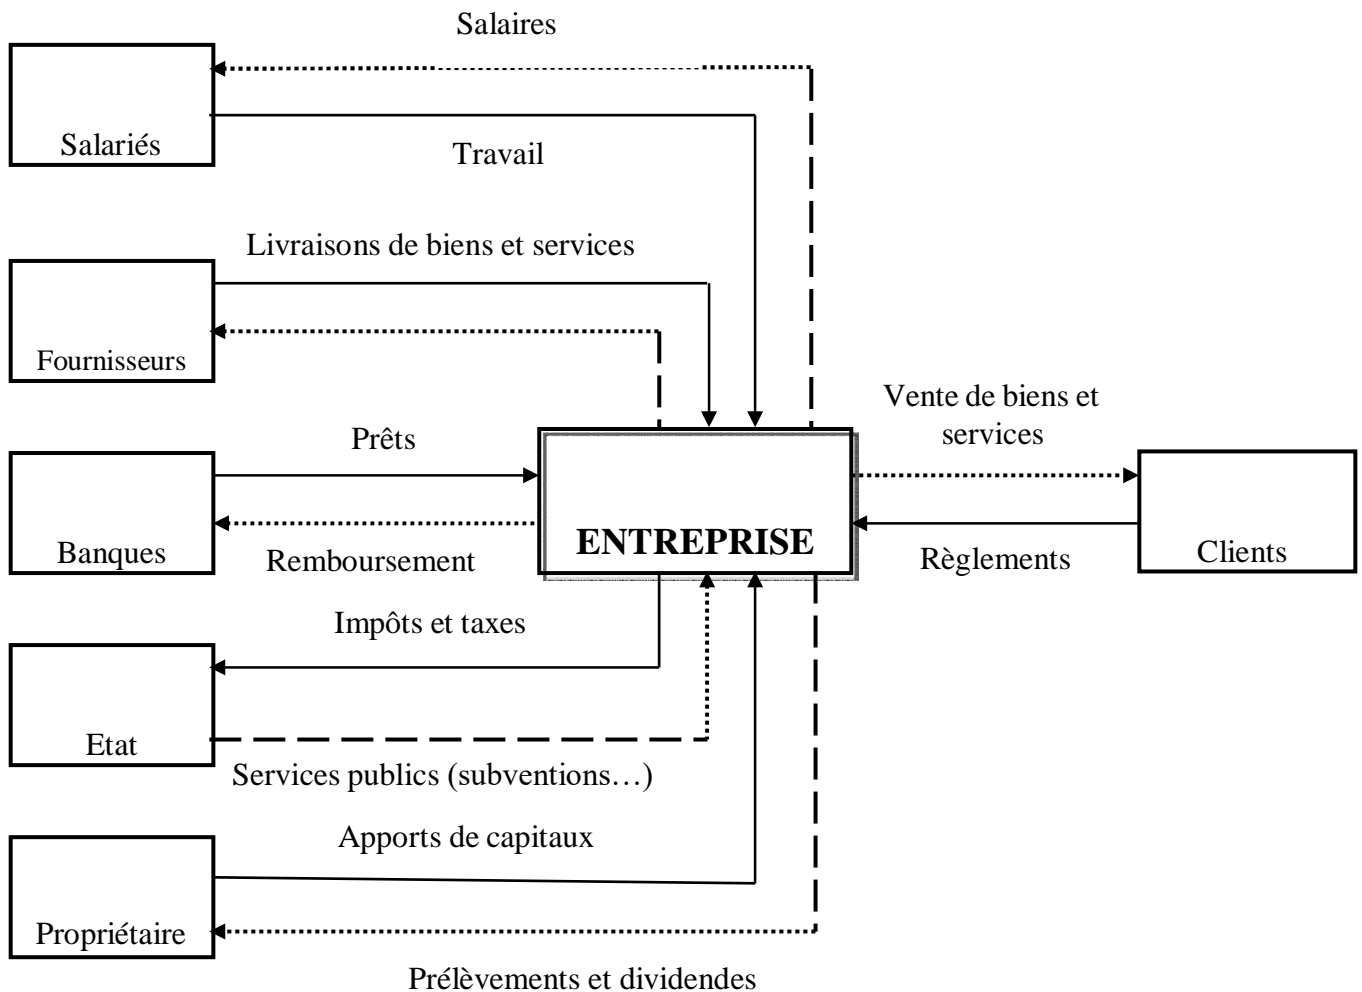 Salaires
Salariés
Travail
Livraisons de biens et services
Fournisseurs
Vente de biens et
services
Prêts
ENTREPRISE
Banques
Remboursement
Règlements
Clients
Impôts et taxes
Etat
Services publics (subventions…)
Apports de capitaux
Propriétaire
Prélèvements et dividendes